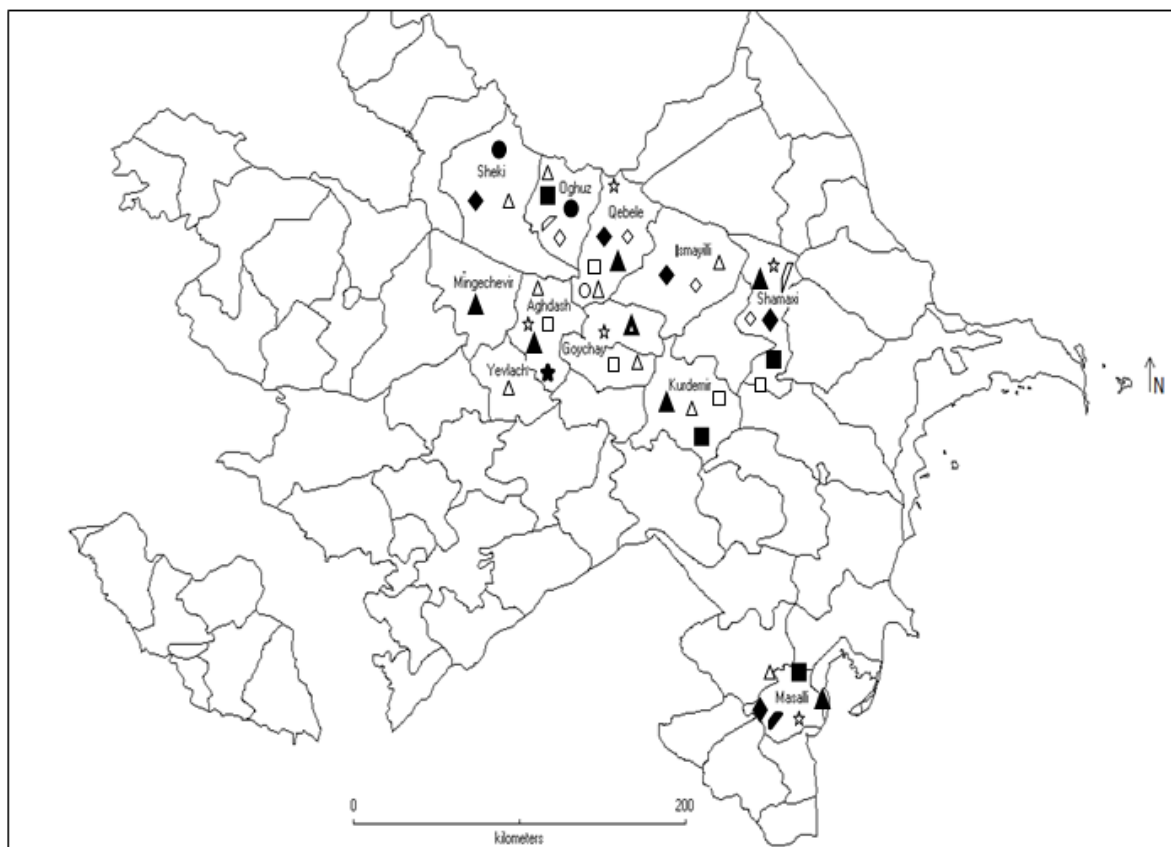 Sheki
Oghuz
Qebele
Ismayilli
Mingechevir
Aghdash
Shamaxi
Goychay
Yevlach
Kurdemir
N
Masalli
0 200
kilometers